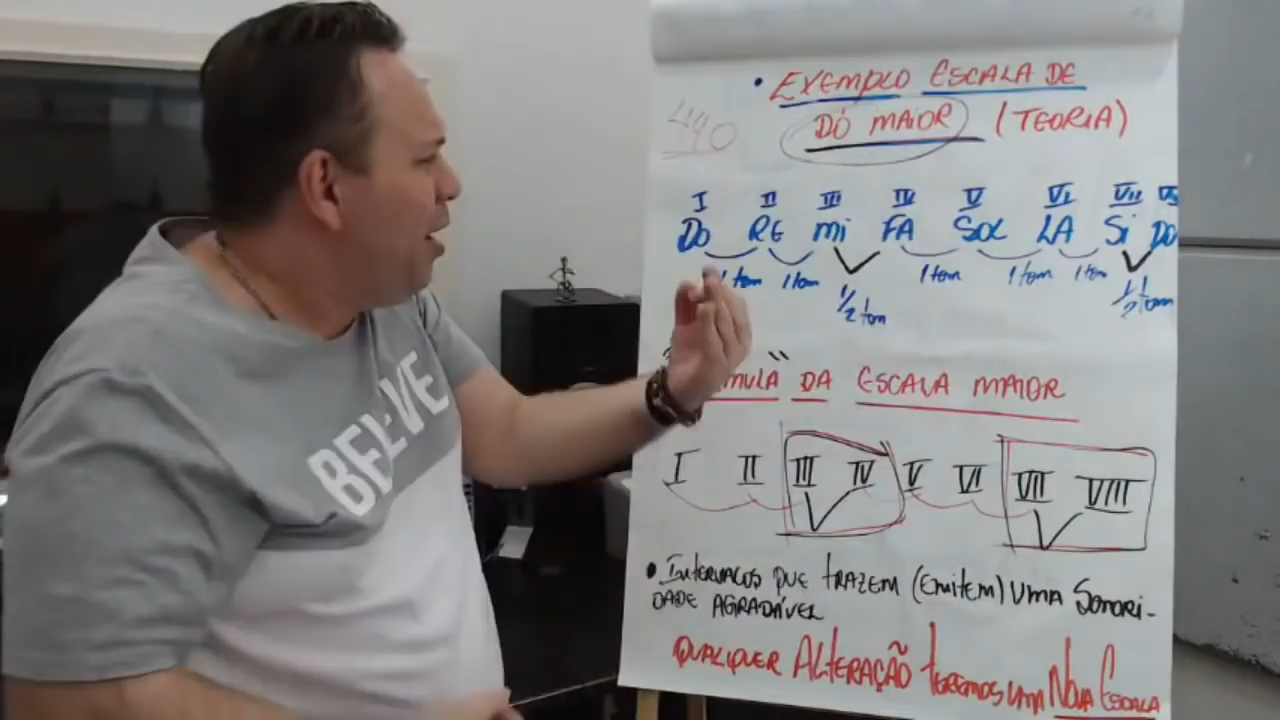 • EXEMPLO ESCALA DE
DÓ MAIOR (TEORIA)
440
I II III IV V VI VII
DO RE Mi FA SOL LA Si DO
1 tom 1 tom 1/2 tom 1 tom 1 tom 1 tom 1/2 tom
DA ESCALA MAIOR
I II III IV V VI VII VIII
• INTERVALOS QUE TRAZEM (EMITEM) UMA SONORI-
DADE AGRADÁVEL
QUALQUER ALTERAÇÃO TEREMOS UMA NOVA ESCALA
BELIEVE